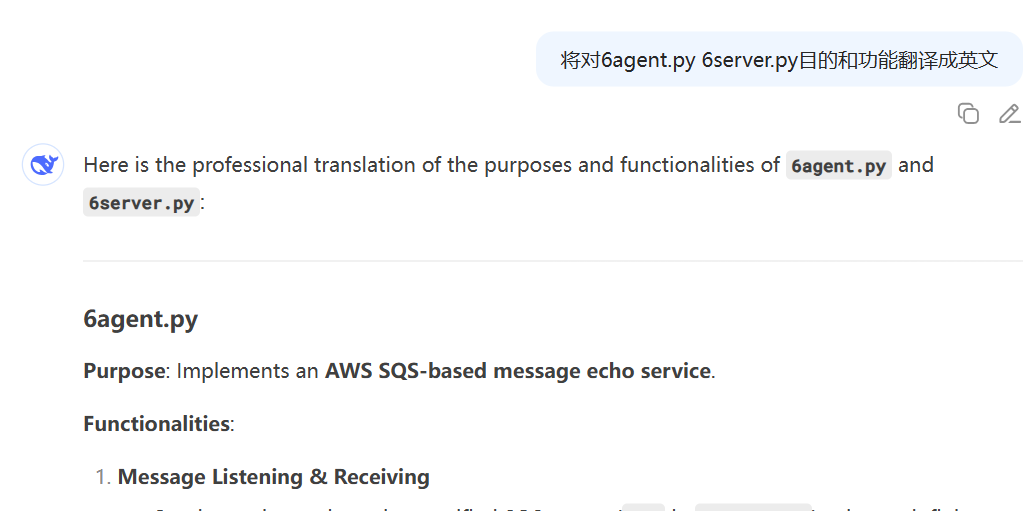 将对6agent.py 6server.py目的和功能翻译成英文
Here is the professional translation of the purposes and functionalities of 6agent.py and
6server.py:
6agent.py
Purpose: Implements an AWS SQS-based message echo service.
Functionalities:
1. Message Listening & Receiving